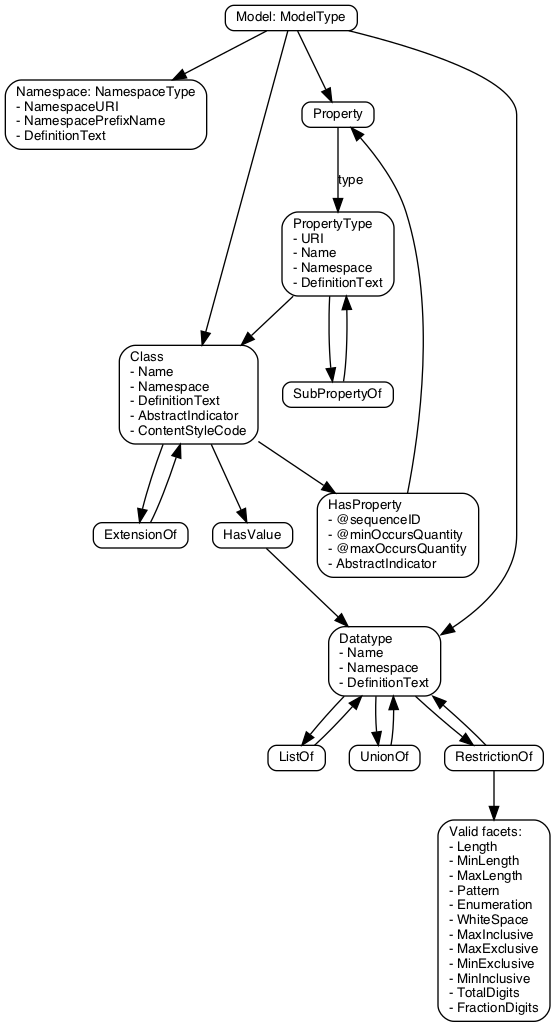 Model: ModelType
Namespace: NamespaceType
- NamespaceURI
- NamespacePrefixName
- DefinitionText
Property
type
PropertyType
- URI
- Name
- Namespace
- DefinitionText
Class
- Name
- Namespace
- DefinitionText
- AbstractIndicator
- ContentStyleCode
SubPropertyOf
ExtensionOf
HasValue
HasProperty
- @sequenceID
- @minOccursQuantity
- @maxOccursQuantity
- AbstractIndicator
Datatype
- Name
- Namespace
- DefinitionText
ListOf
UnionOf
RestrictionOf
Valid facets:
- Length
- MinLength
- MaxLength
- Pattern
- Enumeration
- WhiteSpace
- MaxInclusive
- MaxExclusive
- MinExclusive
- MinInclusive
- TotalDigits
- FractionDigits